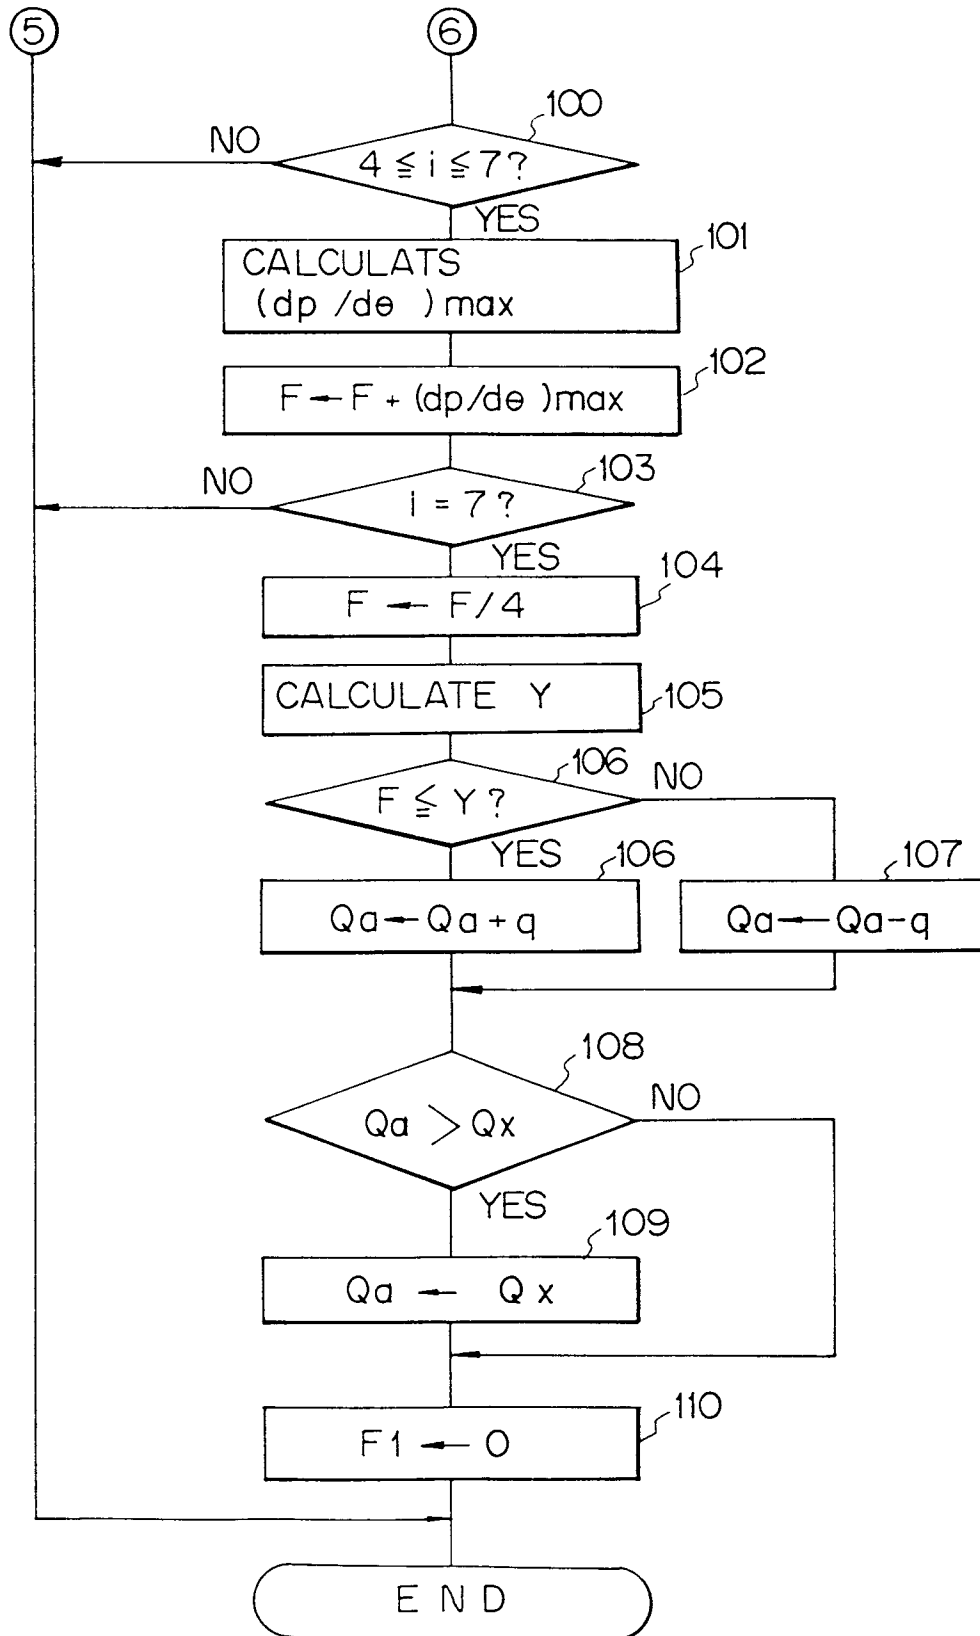 5
6
100
NO
4 ≦ i ≦ 7?
YES
101
CALCULATS
(dp/dθ)max
102
F ← F + (dp/dθ)max
103
NO
i = 7?
YES
104
F ← F/4
CALCULATE Y
105
106
NO
F ≦ Y?
YES
106
107
Qa ← Qa + q
Qa ← Qa - q
108
NO
Qa > Qx
YES
109
Qa ← Qx
110
F1 ← 0
END